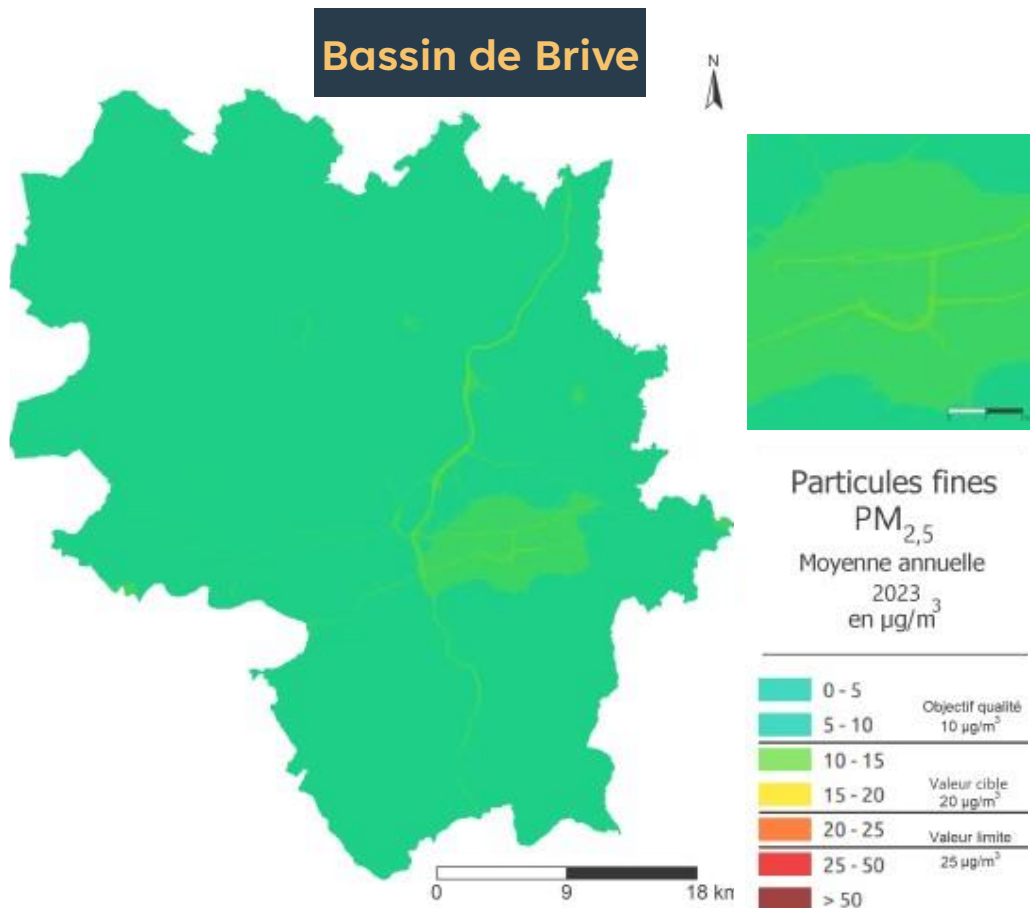 Bassin de Brive
N
Particules fines
PM2,5
Moyenne annuelle
2023
en µg/m3
0 - 5
Objectif qualité
5 - 10
10 µg/m3
10 - 15
Valeur cible
15 - 20
20 µg/m3
20 - 25
Valeur limite
25 - 50
25 µg/m3
> 50
0 9 18 km